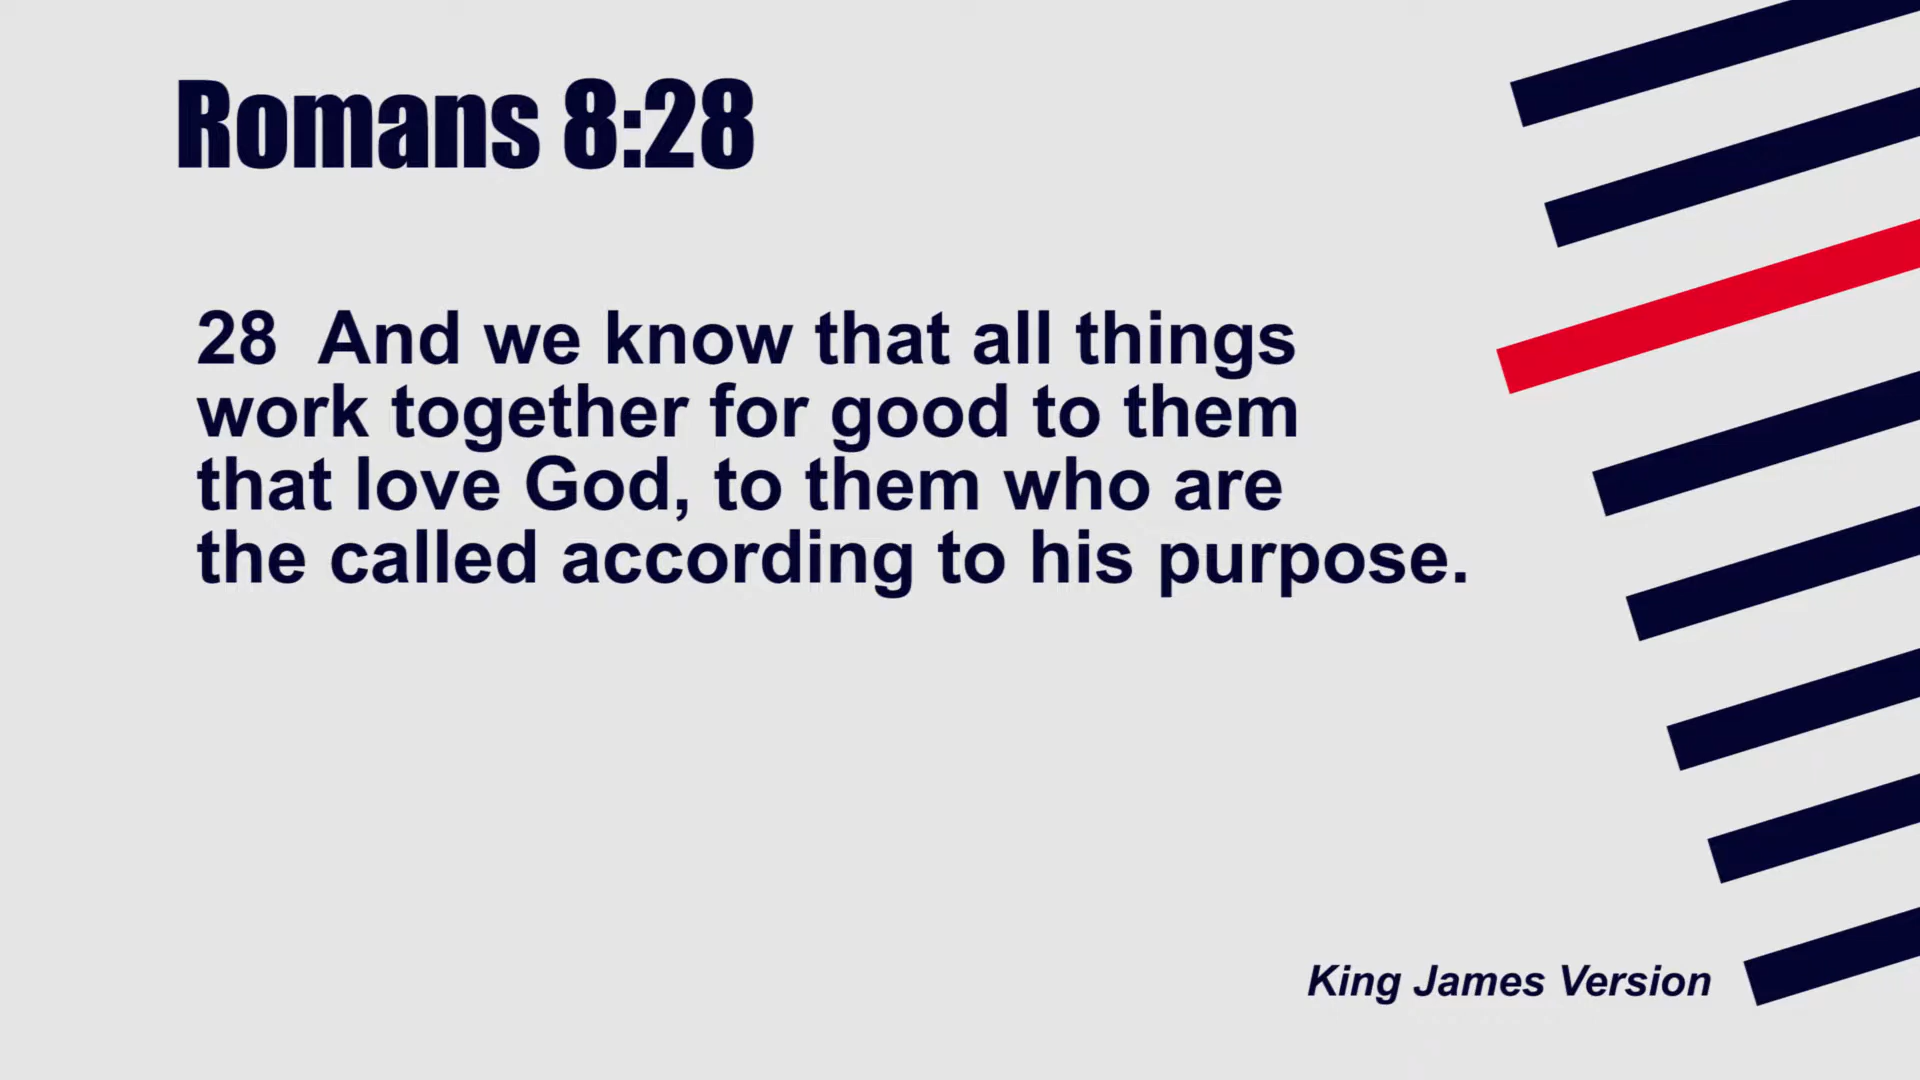 Romans 8:28
28 And we know that all things
work together for good to them
that love God, to them who are
the called according to his purpose.
King James Version